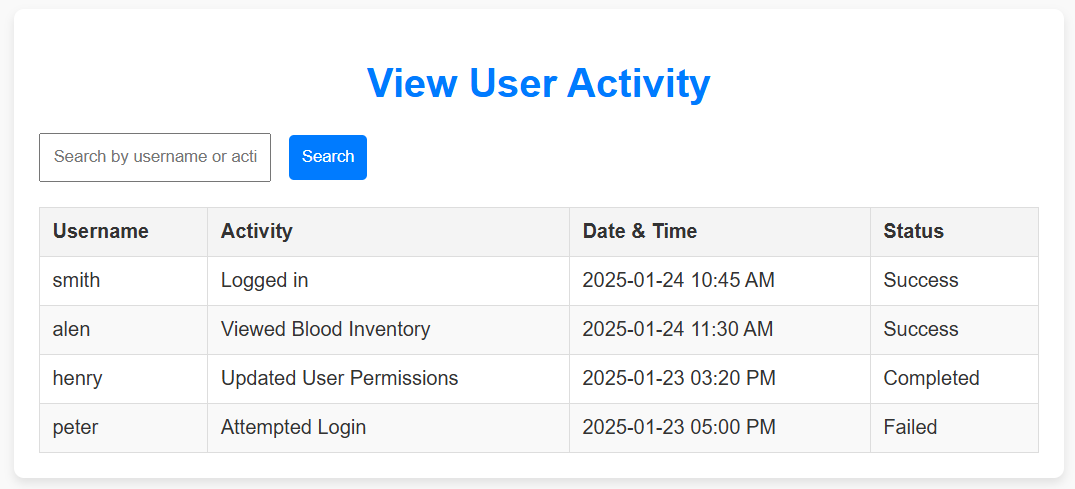 View User Activity
Search by username or acti
Search
Username Activity Date & Time Status
smith Logged in 2025-01-24 10:45 AM Success
alen Viewed Blood Inventory 2025-01-24 11:30 AM Success
henry Updated User Permissions 2025-01-23 03:20 PM Completed
peter Attempted Login 2025-01-23 05:00 PM Failed